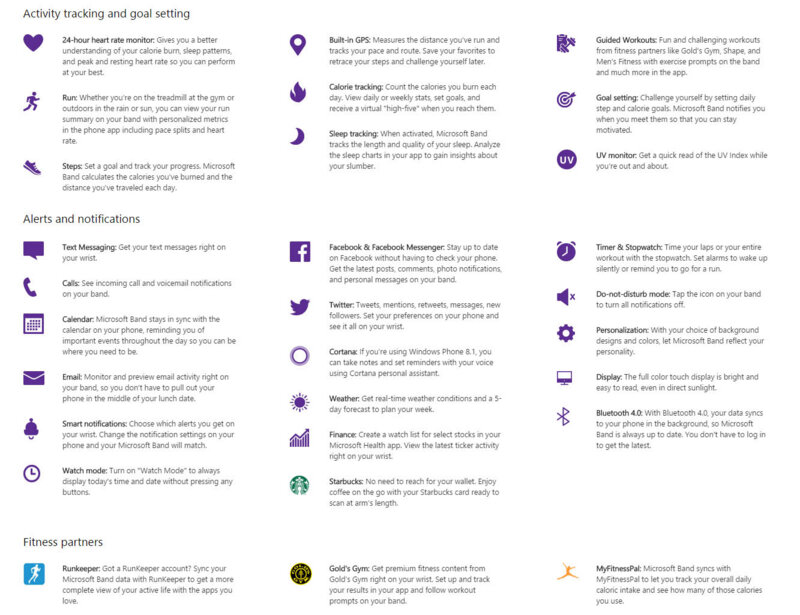 Activity tracking and goal setting
24-hour heart rate monitor: Gives you a better
understanding of your calorie burn, sleep patterns,
and peak and resting heart rate so you can perform
at your best.
Run: Whether you're on the treadmill at the gym or
outdoors in the rain or sun, you can view your run
summary on your band with personalized metrics
in the phone app including pace splits and heart
rate.
Steps: Set a goal and track your progress. Microsoft
Band calculates the calories you've burned and the
distance you've traveled each day.
Built-in GPS: Measures the distance you've run and
tracks your pace and route. Save your favorites to
retrace your steps and challenge yourself later.
Calorie tracking: Count the calories you burn each
day. View daily or weekly stats, set goals, and
receive a virtual "high-five" when you reach them.
Sleep tracking: When activated, Microsoft Band
tracks the length and quality of your sleep. Analyze
the sleep charts in your app to gain insights about
your slumber.
Guided Workouts: Fun and challenging workouts
from fitness partners like Gold's Gym, Shape, and
Men's Fitness with exercise prompts on the band
and much more in the app.
Goal setting: Challenge yourself by setting daily
step and calorie goals. Microsoft Band notifies you
when you meet them so that you can stay
motivated.
UV
UV monitor: Get a quick read of the UV Index while
you're out and about.
Alerts and notifications
Text Messaging: Get your text messages right on
your wrist.
Calls: See incoming call and voicemail notifications
on your band.
Calendar: Microsoft Band stays in sync with the
calendar on your phone, reminding you of
important events throughout the day so you can be
where you need to be.
Email: Monitor and preview email activity right on
your band, so you don't have to pull out your
phone in the middle of your lunch date.
Smart notifications: Choose which alerts you get on
your wrist. Change the notification settings on your
phone and your Microsoft Band will match.
Watch mode: Turn on "Watch Mode" to always
display today's time and date without pressing any
buttons.
Facebook & Facebook Messenger: Stay up to date
on Facebook without having to check your phone.
Get the latest posts, comments, photo notifications,
and personal messages on your band.
Twitter: Tweets, mentions, retweets, messages, new
followers. Set your preferences on your phone and
see it all on your wrist.
Cortana: If you're using Windows Phone 8.1, you
can take notes and set reminders with your voice
using Cortana personal assistant.
Weather: Get real-time weather conditions and a 5-
day forecast to plan your week.
Finance: Create a watch list for select stocks in your
Microsoft Health app. View the latest ticker activity
right on your wrist.
Starbucks: No need to reach for your wallet. Enjoy
coffee on the go with your Starbucks card ready to
scan at arm's length.
Timer & Stopwatch: Time your laps or your entire
workout with the stopwatch. Set alarms to wake up
silently or remind you to go for a run.
Do-not-disturb mode: Tap the icon on your band
to turn all notifications off.
Personalization: With your choice of background
designs and colors, let Microsoft Band reflect your
personality.
Display: The full color touch display is bright and
easy to read, even in direct sunlight.
Bluetooth 4.0: With Bluetooth 4.0, your data syncs
to your phone in the background, so Microsoft
Band is always up to date. You don't have to log in
to get the latest.
Fitness partners
Runkeeper: Got a RunKeeper account? Sync your
Microsoft Band data with RunKeeper to get a more
complete view of your active life with the apps you
love.
Gold's Gym: Get premium fitness content from
Gold's Gym right on your wrist. Set up and track
your results in your app and follow workout
prompts on your band.
MyFitnessPal: Microsoft Band syncs with
MyFitnessPal to let you track your overall daily
caloric intake and see how many of those calories
you use.